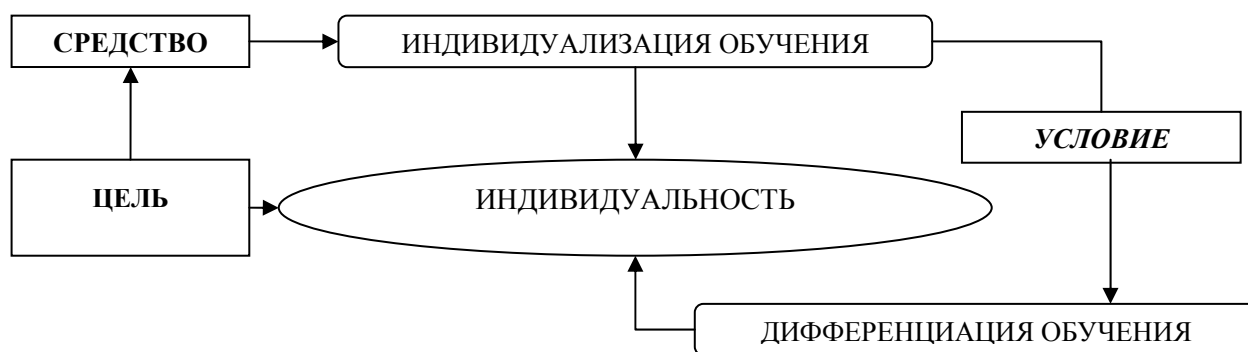 СРЕДСТВО
ИНДИВИДУАЛИЗАЦИЯ ОБУЧЕНИЯ
УСЛОВИЕ
ЦЕЛЬ
ИНДИВИДУАЛЬНОСТЬ
ДИФФЕРЕНЦИАЦИЯ ОБУЧЕНИЯ